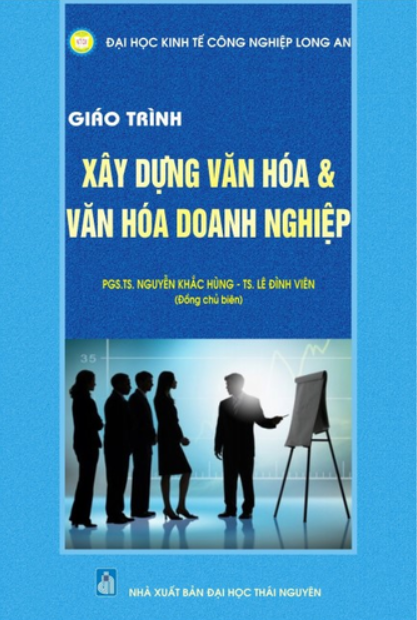 ĐẠI HỌC KINH TẾ CÔNG NGHIỆP LONG AN
GIÁO TRÌNH
XÂY DỰNG VĂN HÓA &
VĂN HÓA DOANH NGHIỆP
PGS.TS. NGUYỄN KHẮC HÙNG - TS. LÊ ĐÌNH VIÊN
(Đồng chủ biên)
35
NHÀ XUẤT BẢN ĐẠI HỌC THÁI NGUYÊN